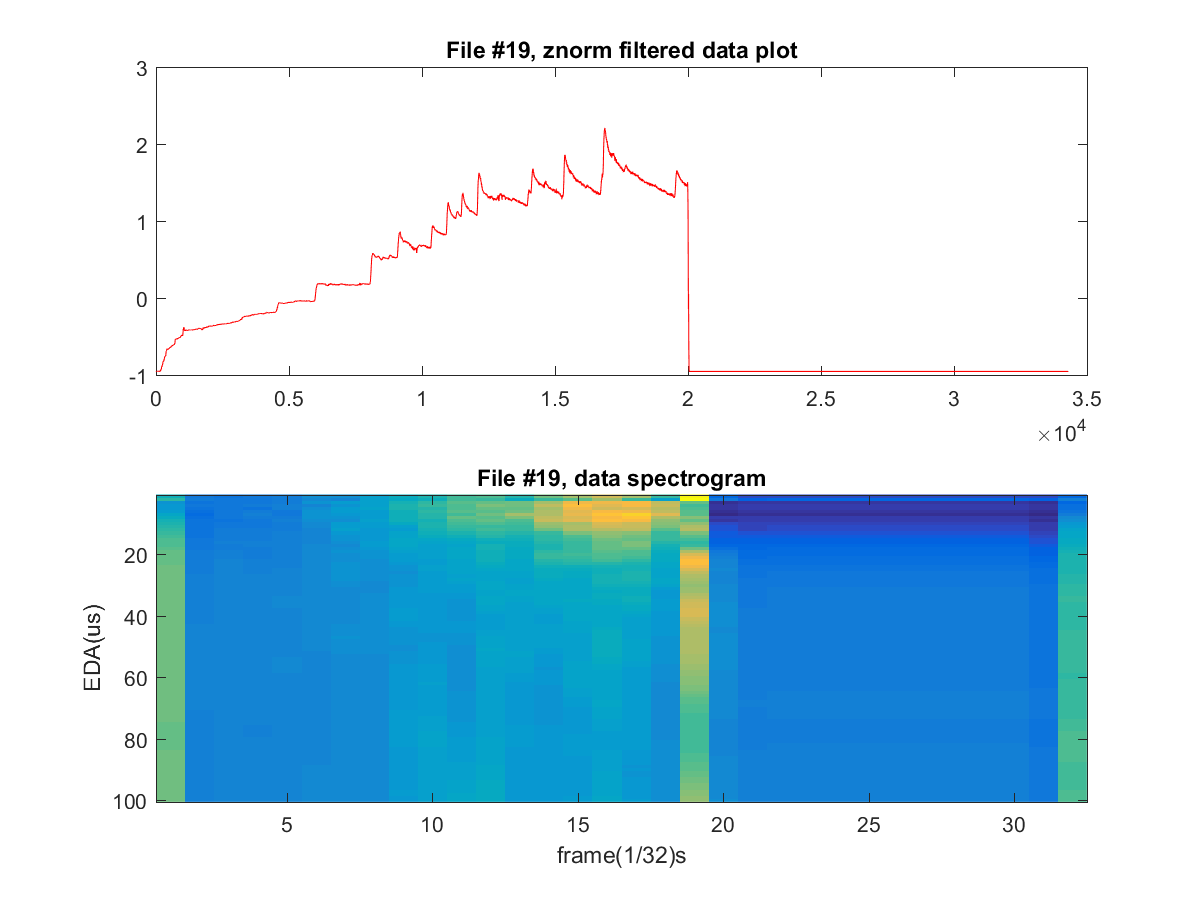 File #19, znorm filtered data plot
3
2
1
0
-1
0 0.5 1 1.5 2 2.5 3 3.5
×10^4
File #19, data spectrogram
20
40
60
80
100
EDA(us)
5 10 15 20 25 30
frame(1/32)s